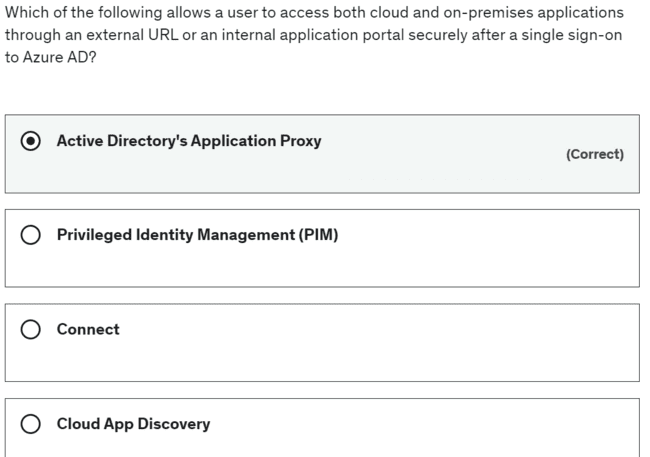 Which of the following allows a user to access both cloud and on-premises applications
through an external URL or an internal application portal securely after a single sign-on
to Azure AD?
Active Directory's Application Proxy
(Correct)
Privileged Identity Management (PIM)
Connect
Cloud App Discovery